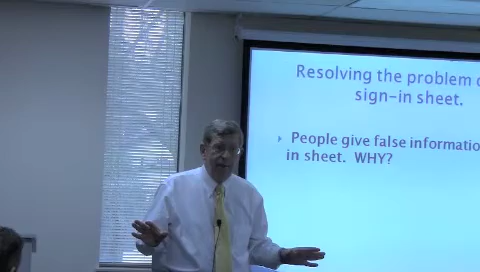 Resolving the problem
sign-in sheet.
People give false informatio
in sheet. WHY?